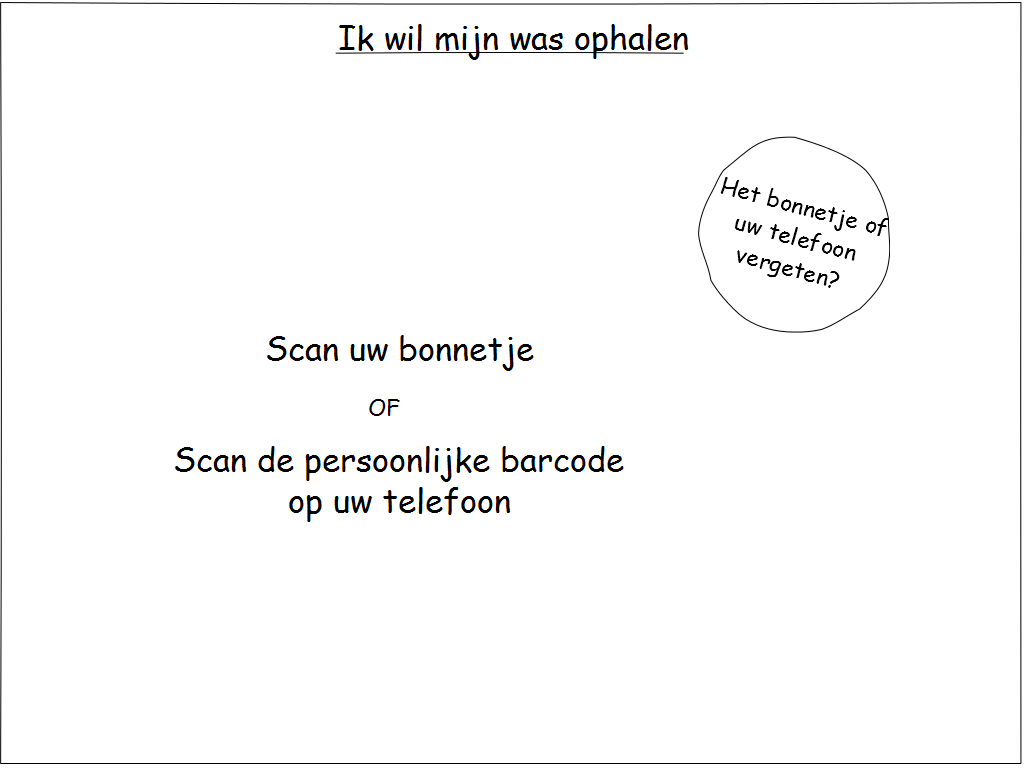 Ik wil mijn was ophalen
Het bonnetje of
uw telefoon
vergeten?
Scan uw bonnetje
OF
Scan de persoonlijke barcode
op uw telefoon